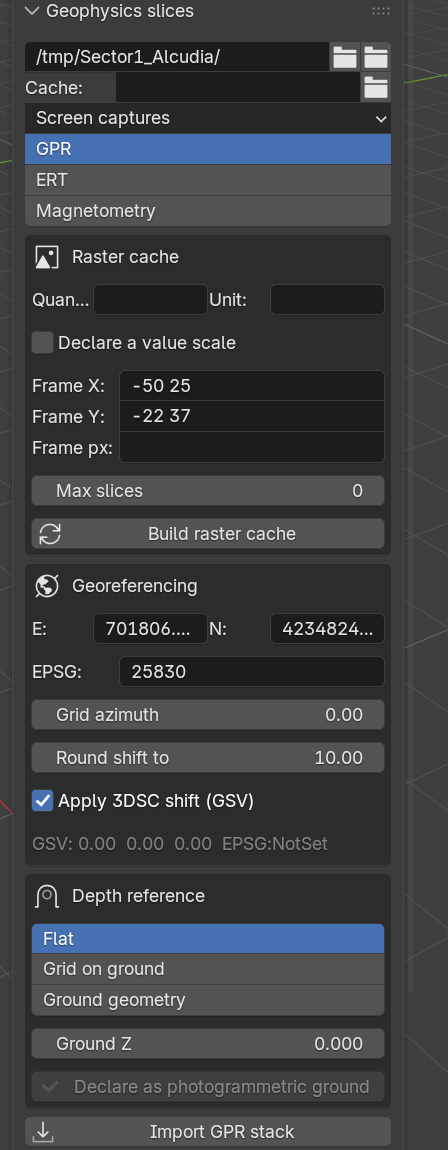 Geophysics slices
/tmp/Sector1_Alcudia/
Cache:
Screen captures
GPR
ERT
Magnetometry
Raster cache
Quan... Unit:
Declare a value scale
Frame X: -50 25
Frame Y: -22 37
Frame px:
Max slices 0
Build raster cache
Georeferencing
E: 701806.... N: 4234824...
EPSG: 25830
Grid azimuth 0.00
Round shift to 10.00
Apply 3DSC shift (GSV)
GSV: 0.00 0.00 0.00 EPSG:NotSet
Depth reference
Flat
Grid on ground
Ground geometry
Ground Z 0.000
Declare as photogrammetric ground
Import GPR stack